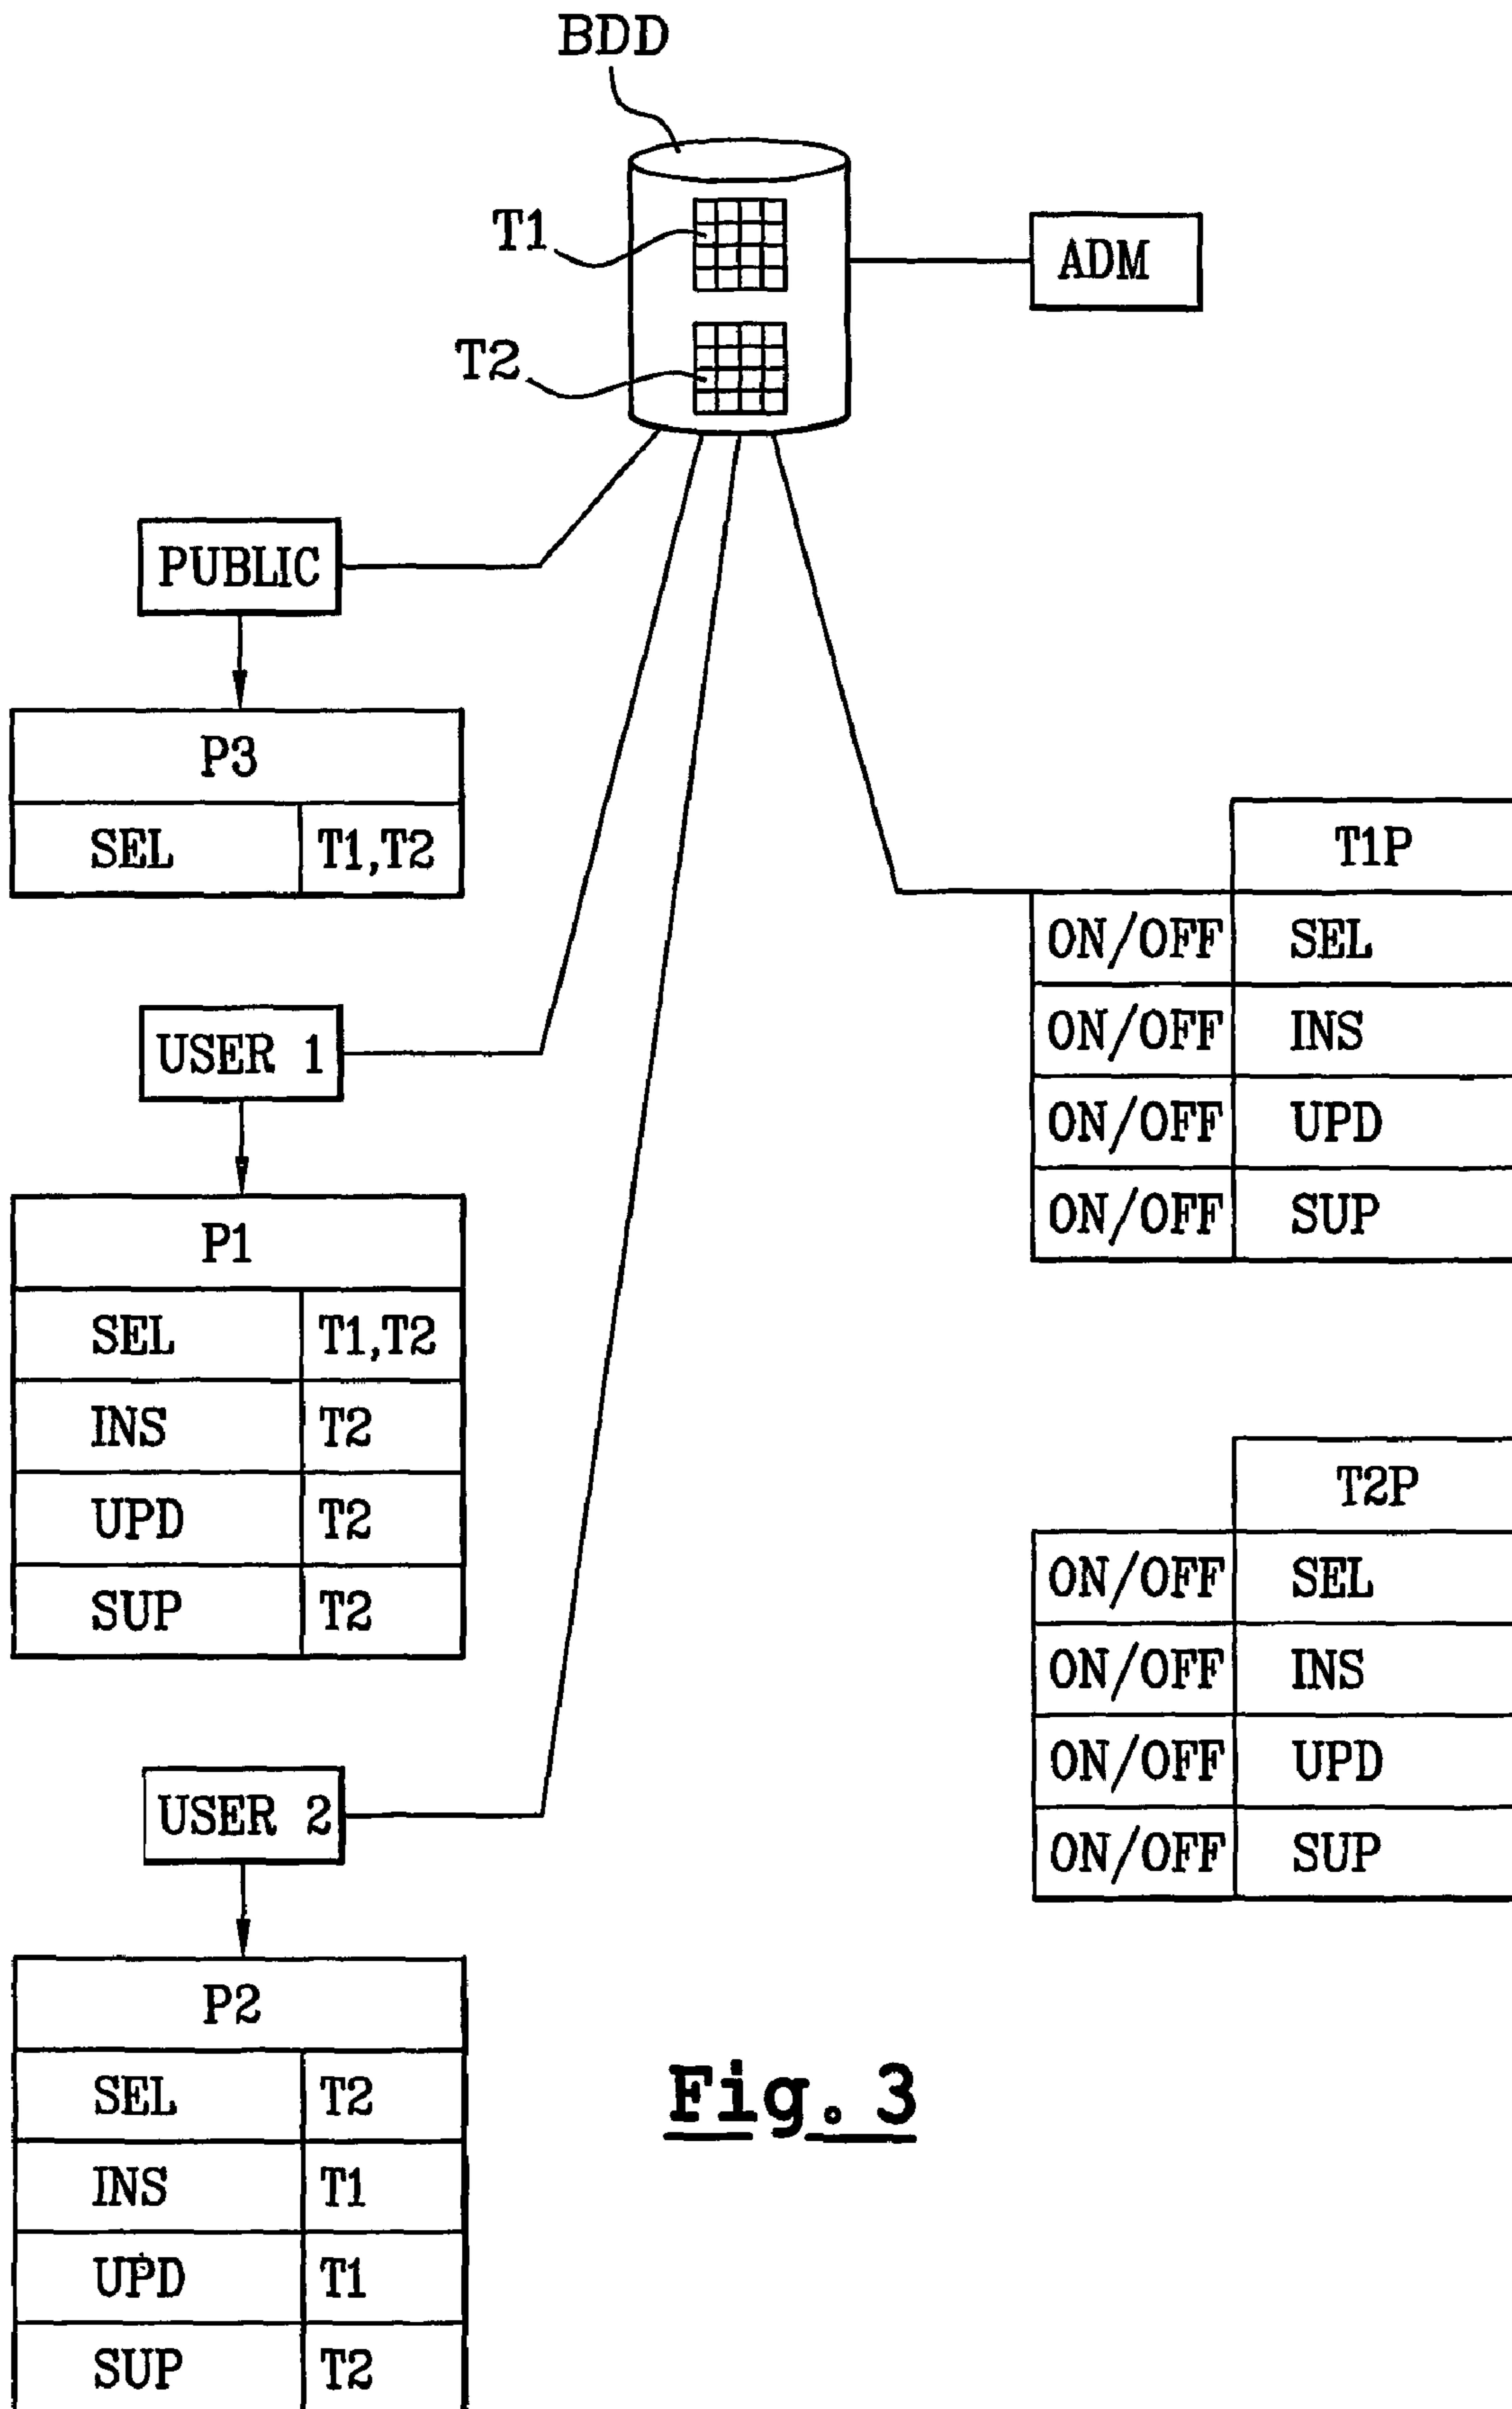 BDD
T1
ADM
T2
PUBLIC
P3
SEL T1,T2
USER 1
P1
SEL T1,T2
INS T2
UPD T2
SUP T2
USER 2
P2
SEL T2
INS T1
UPD T1
SUP T2
T1P
ON/OFF SEL
ON/OFF INS
ON/OFF UPD
ON/OFF SUP
T2P
ON/OFF SEL
ON/OFF INS
ON/OFF UPD
ON/OFF SUP
Fig. 3